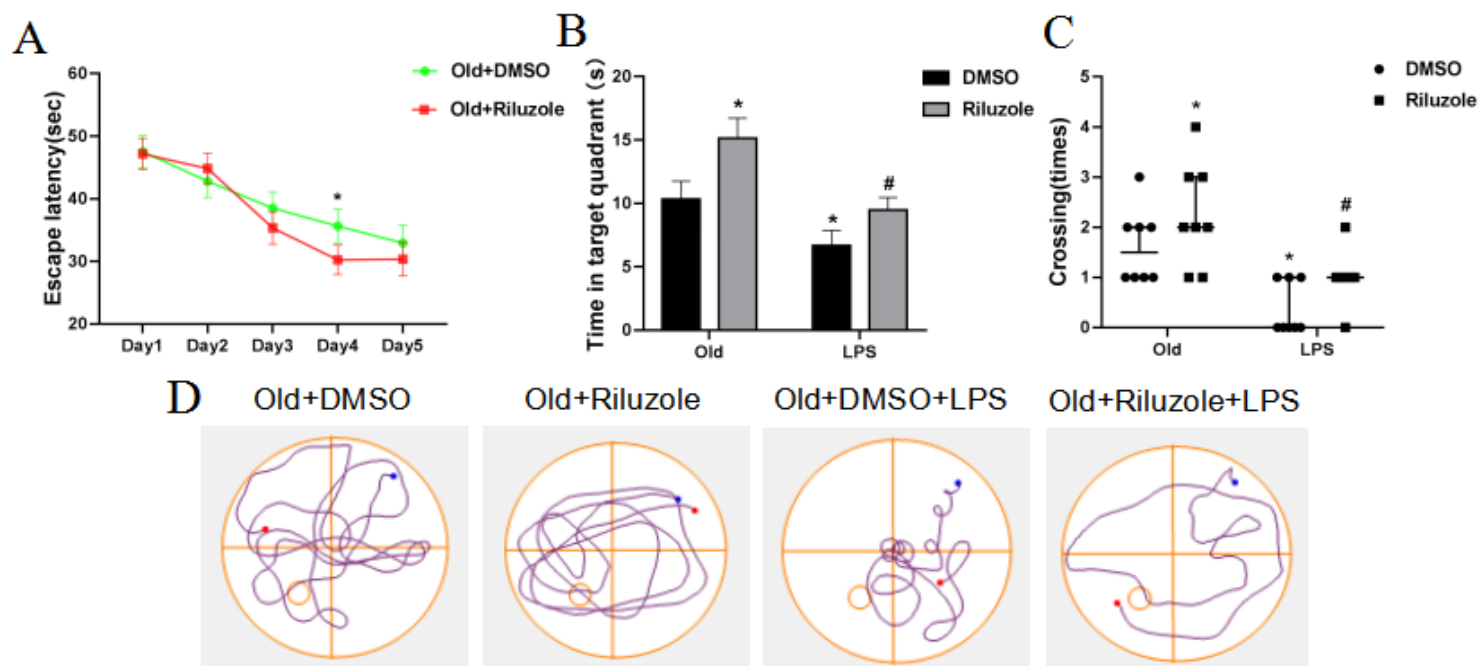 A
Old+DMSO
Old+Riluzole
Escape latency(sec)
60
50
40
30
20
*
Day1 Day2 Day3 Day4 Day5
B
DMSO
Riluzole
Time in target quadrant (s)
20
15
10
5
0
*
*
#
Old LPS
C
DMSO
Riluzole
Crossing(times)
5
4
3
2
1
0
*
*
#
Old LPS
D
Old+DMSO
Old+Riluzole
Old+DMSO+LPS
Old+Riluzole+LPS